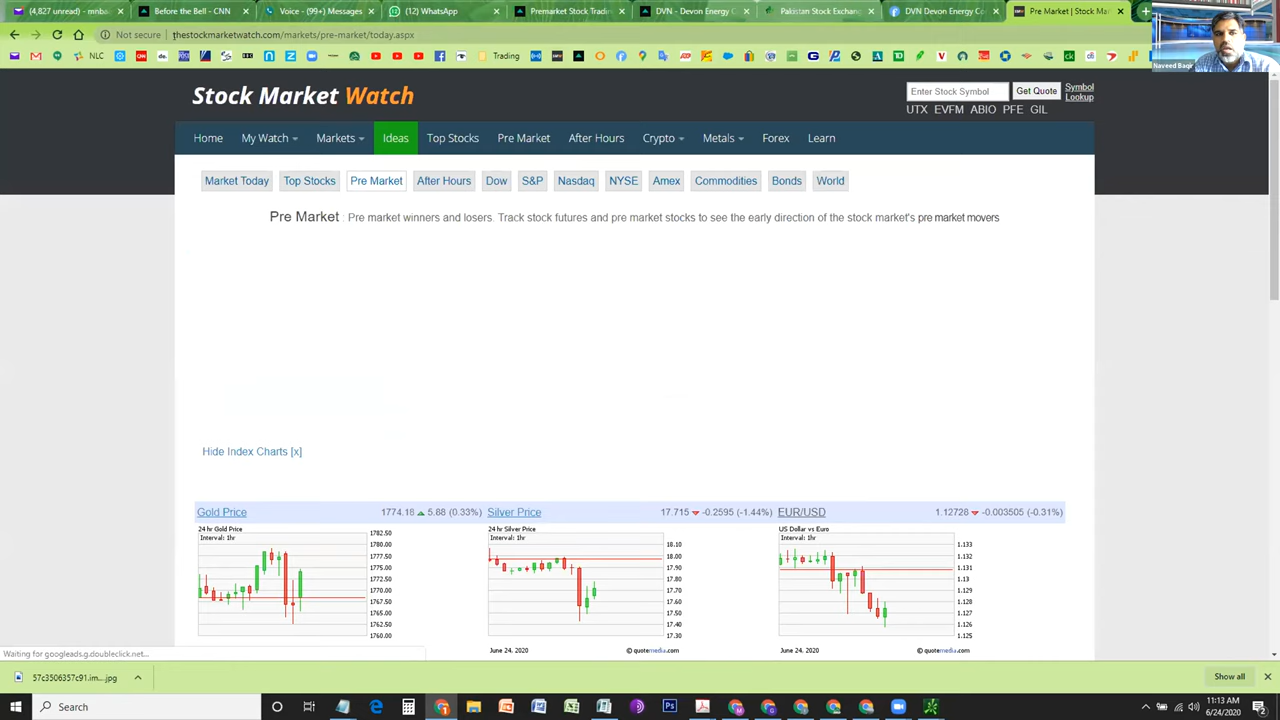 (4,827 unread) - mnbac
Before the Bell - CNN
Voice - (99+) Messages
(12) WhatsApp
Premarket Stock Tradin
DVN - Devon Energy C
Pakistan Stock Exchang
DVN Devon Energy Co
Pre Market | Stock Ma
Not secure
thestockmarketwatch.com/markets/pre-market/today.aspx
Naveed Baqir
NLC
Trading
Stock Market Watch
Enter Stock Symbol
Get Quote
Symbol Lookup
UTX EVFM ABIO PFE GIL
Home My Watch Markets Ideas Top Stocks Pre Market After Hours Crypto Metals Forex Learn
Market Today Top Stocks Pre Market After Hours Dow S&P Nasdaq NYSE Amex Commodities Bonds World
Pre Market : Pre market winners and losers. Track stock futures and pre market stocks to see the early direction of the stock market's pre market movers
Hide Index Charts [x]
Gold Price 1774.18 5.88 (0.33%) Silver Price 17.715 -0.2595 (-1.44%) EUR/USD 1.12728 -0.003505 (-0.31%)
24 hr Gold Price
Interval: 1hr
1782.50
1780.00
1777.50
1775.00
1772.50
1770.00
1767.50
1765.00
1762.50
1760.00
24 hr Silver Price
Interval: 1hr
18.10
18.00
17.90
17.80
17.70
17.60
17.50
17.40
17.30
June 24, 2020
© quotemedia.com
US Dollar vs Euro
Interval: 1hr
1.133
1.132
1.131
1.13
1.129
1.128
1.127
1.126
1.125
June 24, 2020
© quotemedia.com
Waiting for googleads.g.doubleclick.net...
57c3506357c91.im....jpg
Show all
Search
11:13 AM
6/24/2020